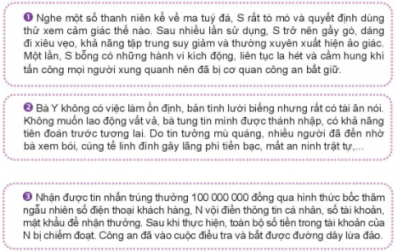 1 Nghe một số thanh niên kể về ma tuý đá, S rất tò mò và quyết định dùng
thử xem cảm giác thế nào. Sau nhiều lần sử dụng, S trở nên gầy gò, dáng
đi xiêu vẹo, khả năng tập trung suy giảm và thường xuyên xuất hiện ảo giác.
Một lần, S bỗng có những hành vi kích động, liên tục la hét và cầm hung khí
tấn công mọi người xung quanh nên đã bị cơ quan công an bắt giữ.
2 Bà Y không có việc làm ổn định, bản tính lười biếng nhưng rất có tài ăn nói.
Không muốn lao động vất vả, bà tung tin mình được thánh nhập, có khả năng
tiên đoán trước tương lai. Do tin tưởng mù quáng, nhiều người đã đến nhờ
bà xem bói, cúng tế linh đình gây lãng phí tiền bạc, mất an ninh trật tự,...
3 Nhận được tin nhắn trúng thưởng 100 000 000 đồng qua hình thức bốc thăm
ngẫu nhiên số điện thoại khách hàng, N vội điền thông tin cá nhân, số tài khoản,
mật khẩu để nhận thưởng. Sau khi thực hiện, toàn bộ số tiền trong tài khoản của
N bị chiếm đoạt. Công an đã vào cuộc điều tra và bắt được đường dây lừa đảo.